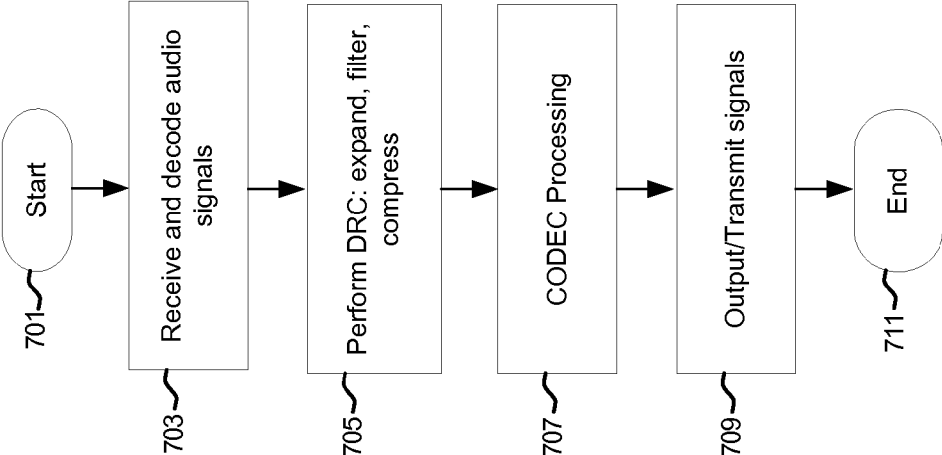 701
Start
703
Receive and decode audio
signals
705
Perform DRC: expand, filter,
compress
707
CODEC Processing
709
Output/Transmit signals
711
End